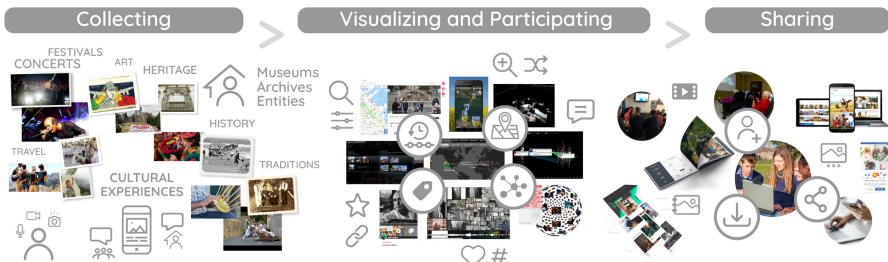 Collecting
Visualizing and Participating
Sharing
FESTIVALS
CONCERTS
ART
HERITAGE
Museums
Archives
Entities
HISTORY
TRAVEL
TRADITIONS
CULTURAL
EXPERIENCES
#